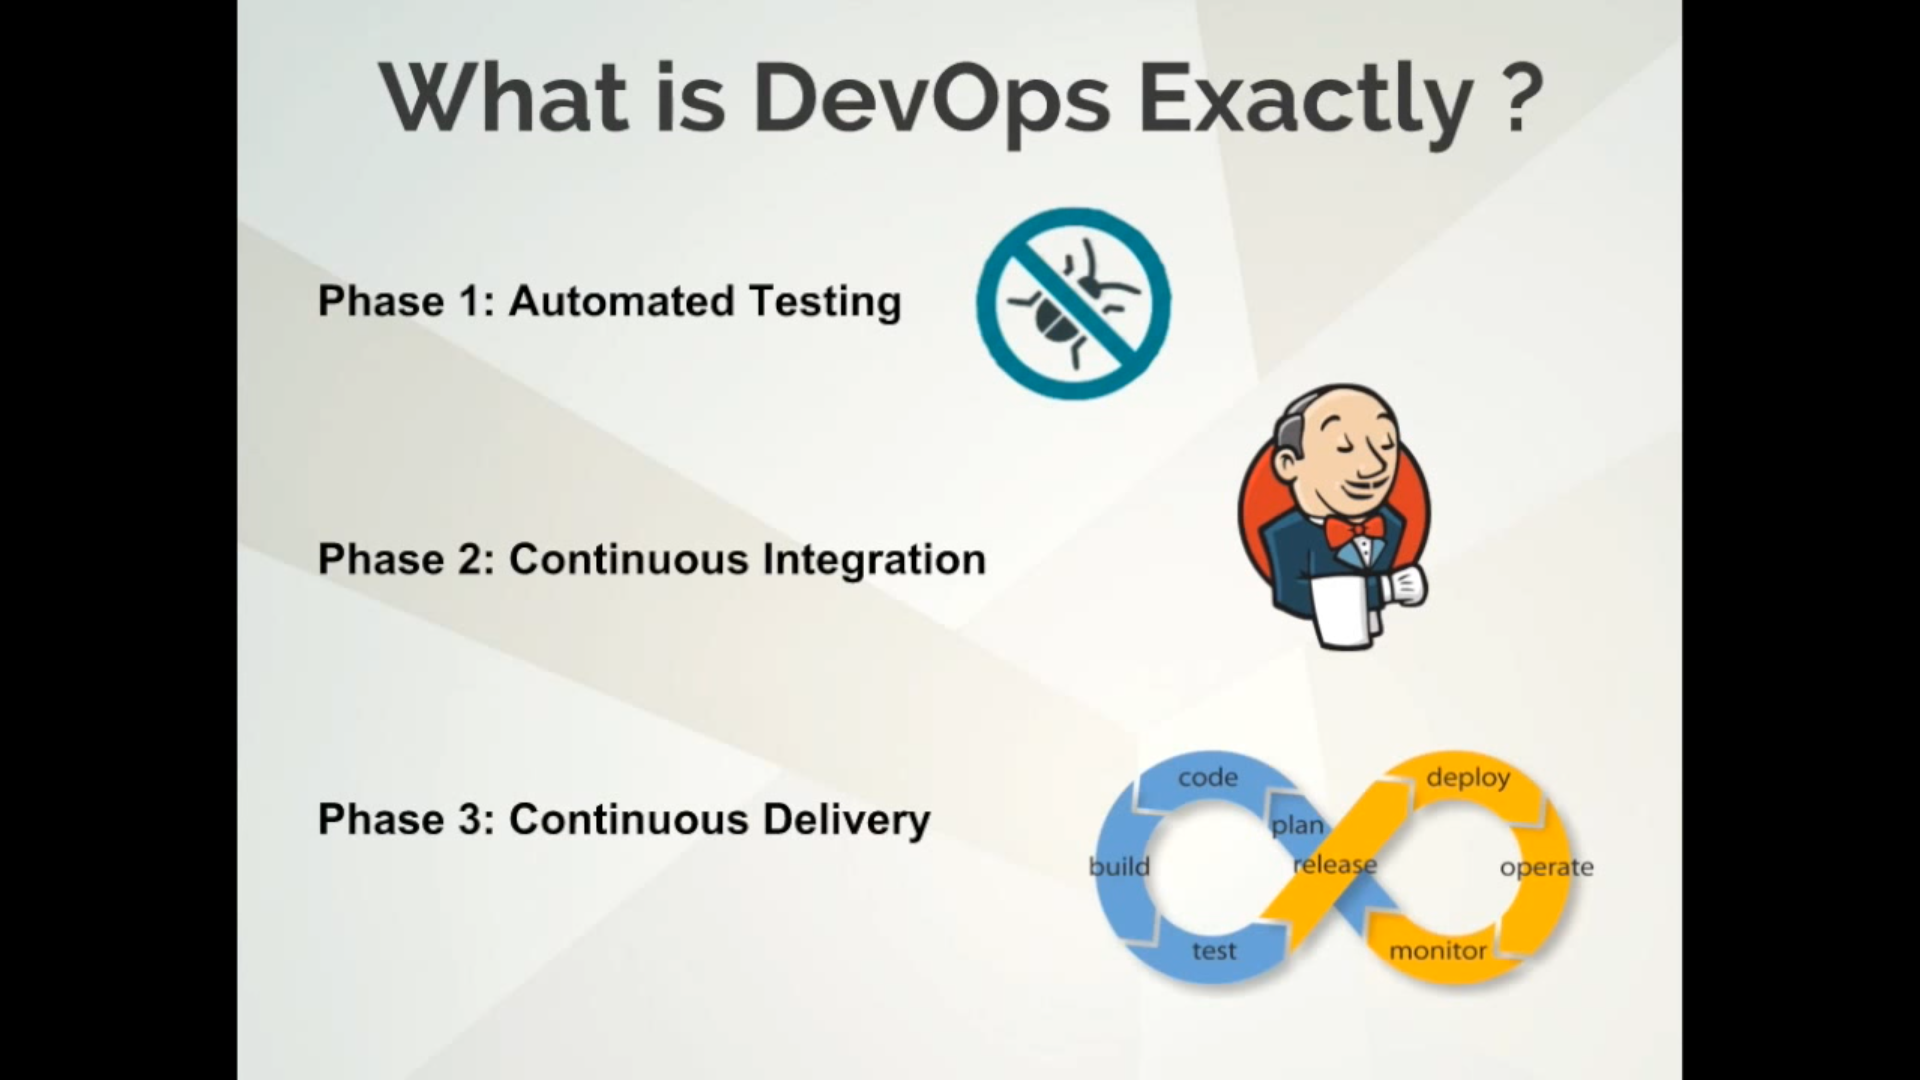 What is DevOps Exactly ?
Phase 1: Automated Testing
Phase 2: Continuous Integration
Phase 3: Continuous Delivery
code
deploy
plan
build
release
operate
test
monitor